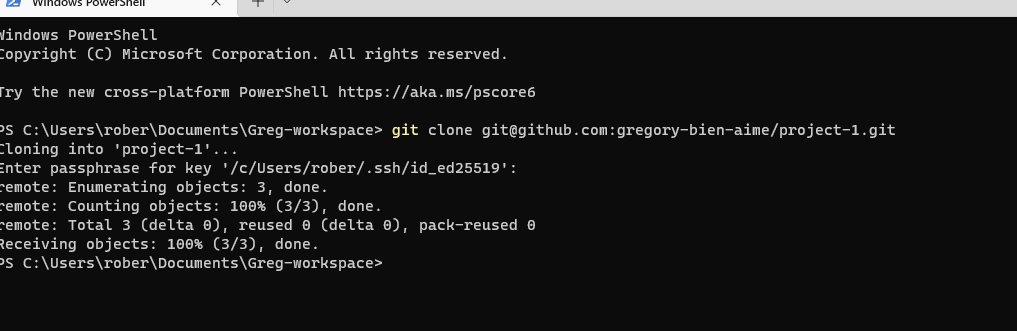 Windows PowerShell
Windows PowerShell
Copyright (C) Microsoft Corporation. All rights reserved.
Try the new cross-platform PowerShell https://aka.ms/pscore6
PS C:\Users\rober\Documents\Greg-workspace> git clone git@github.com:gregory-bien-aime/project-1.git
Cloning into 'project-1'...
Enter passphrase for key '/c/Users/rober/.ssh/id_ed25519':
remote: Enumerating objects: 3, done.
remote: Counting objects: 100% (3/3), done.
remote: Total 3 (delta 0), reused 0 (delta 0), pack-reused 0
Receiving objects: 100% (3/3), done.
PS C:\Users\rober\Documents\Greg-workspace>